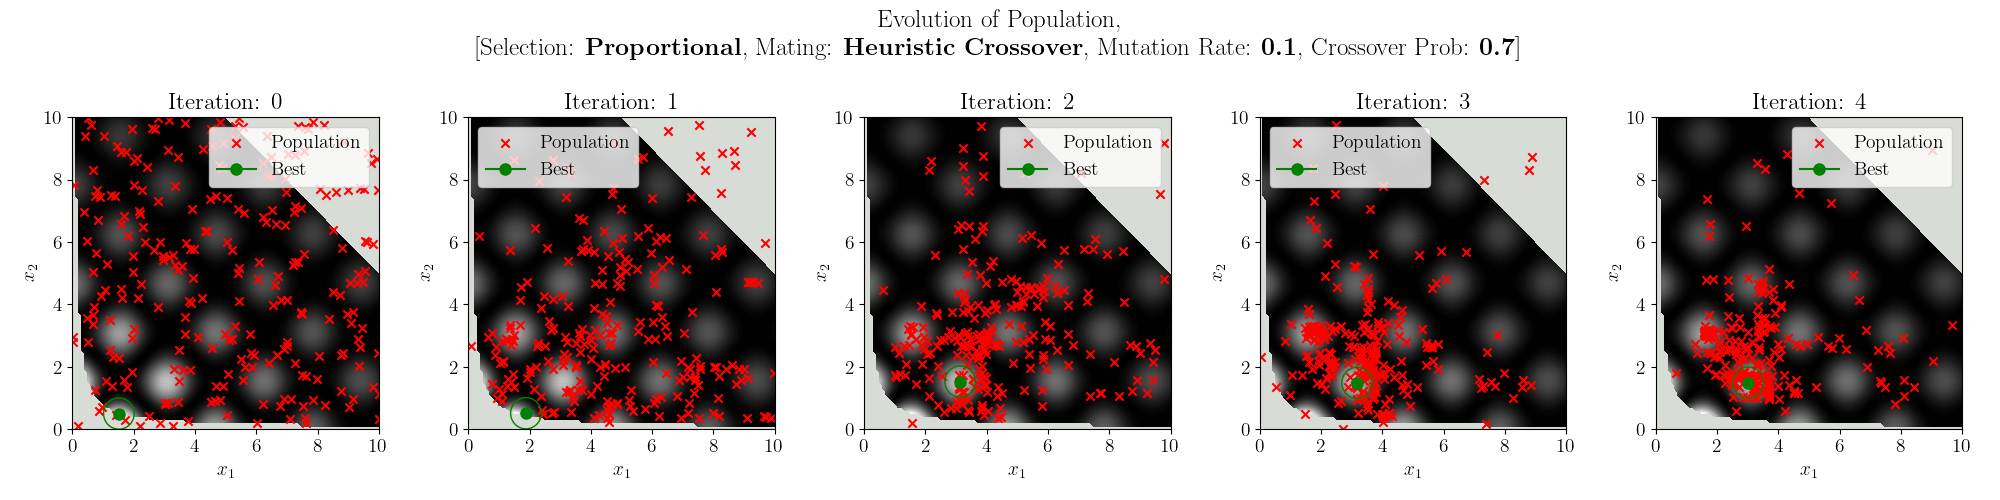 Evolution of Population,
[Selection: Proportional, Mating: Heuristic Crossover, Mutation Rate: 0.1, Crossover Prob: 0.7]
Iteration: 0
10
8
6
4
2
0
x2
0 2 4 6 8 10
x1
Population
Best
Iteration: 1
10
8
6
4
2
0
x2
0 2 4 6 8 10
x1
Population
Best
Iteration: 2
10
8
6
4
2
0
x2
0 2 4 6 8 10
x1
Population
Best
Iteration: 3
10
8
6
4
2
0
x2
0 2 4 6 8 10
x1
Population
Best
Iteration: 4
10
8
6
4
2
0
x2
0 2 4 6 8 10
x1
Population
Best